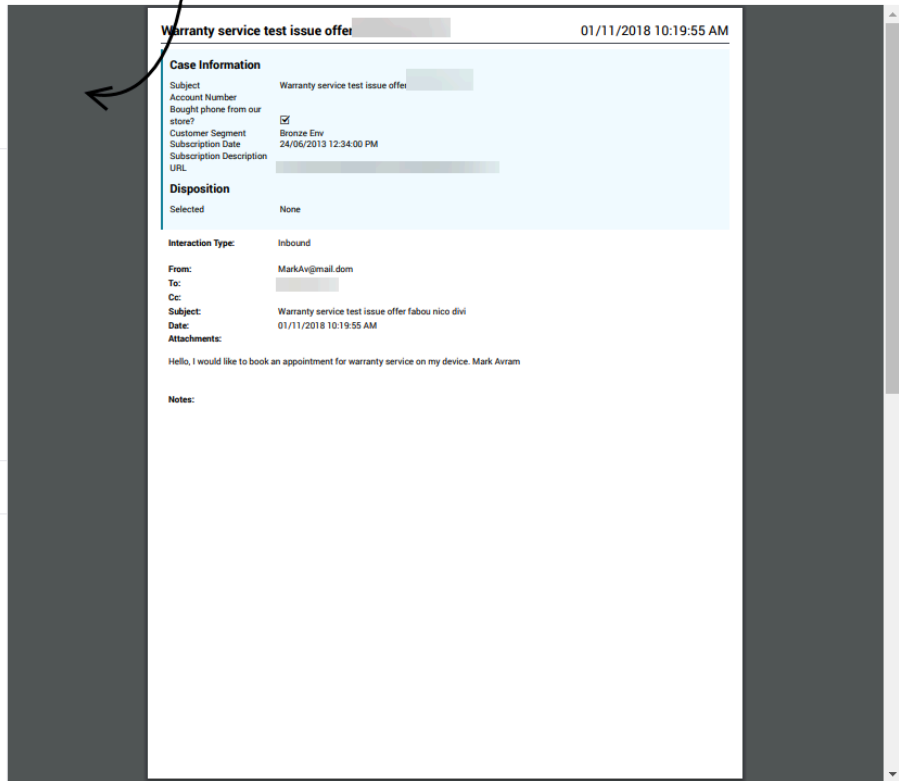 Warranty service test issue offer
01/11/2018 10:19:55 AM
Case Information
Subject Warranty service test issue offer
Account Number
Bought phone from our
store?
Customer Segment Bronze Env
Subscription Date 24/06/2013 12:34:00 PM
Subscription Description
URL
Disposition
Selected None
Interaction Type: Inbound
From: MarkAv@mail.dom
To:
Cc:
Subject: Warranty service test issue offer fabou nico divi
Date: 01/11/2018 10:19:55 AM
Attachments:
Hello, I would like to book an appointment for warranty service on my device. Mark Avram
Notes: